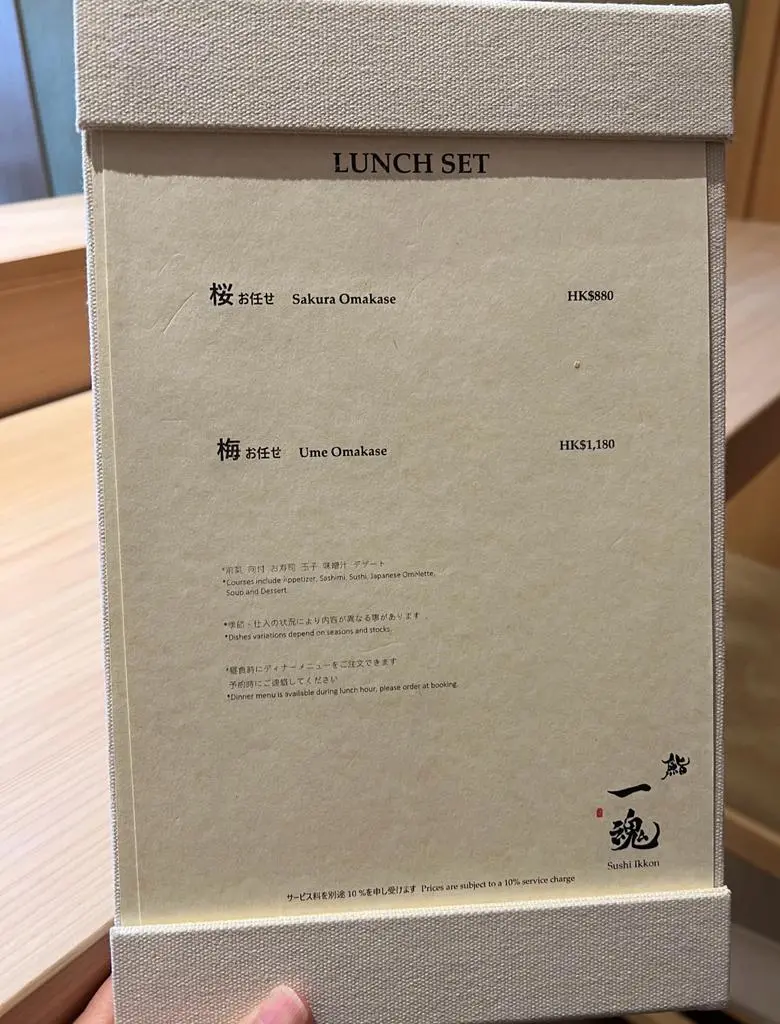 LUNCH SET
桜 お任せ Sakura Omakase HK$880
梅 お任せ Ume Omakase HK$1,180
*前菜 向付 お寿司 玉子 味噌汁 デザート
*Courses include Appetizer, Sashimi, Sushi, Japanese Omelette,
Soup and Dessert.
*季節・仕入の状況により内容が異なる事があります
*Dishes variations depend on seasons and stocks.
*昼食時にディナーメニューをご注文できます
予約時にご連絡してください
*Dinner menu is available during lunch hour, please order at booking.
鮨
一
魂
Sushi Ikkon
サービス料を別途 10 %を申し受けます Prices are subject to a 10% service charge